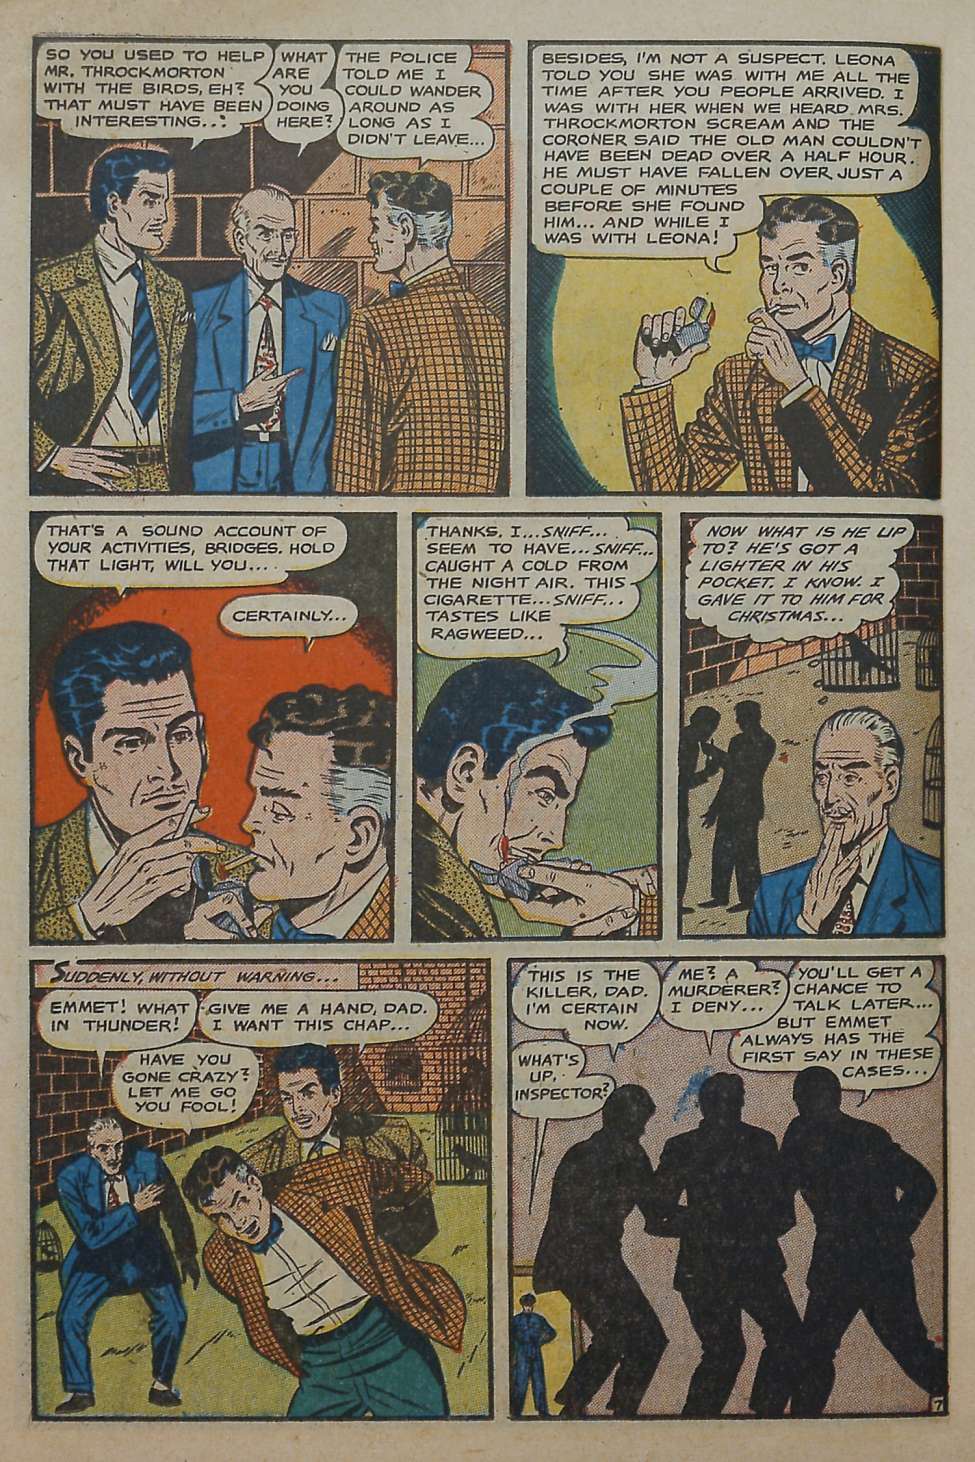 SO YOU USED TO HELP
MR. THROCKMORTON
WITH THE BIRDS, EH?
THAT MUST HAVE BEEN
INTERESTING...
WHAT
ARE
YOU
DOING
HERE?
THE POLICE
TOLD ME I
COULD WANDER
AROUND AS
LONG AS I
DIDN'T LEAVE...
BESIDES, I'M NOT A SUSPECT. LEONA
TOLD YOU SHE WAS WITH ME ALL THE
TIME AFTER YOU PEOPLE ARRIVED. I
WAS WITH HER WHEN WE HEARD MRS.
THROCKMORTON SCREAM AND THE
CORONER SAID THE OLD MAN COULDN'T
HAVE BEEN DEAD OVER A HALF HOUR.
HE MUST HAVE FALLEN OVER JUST A
COUPLE OF MINUTES
BEFORE SHE FOUND
HIM... AND WHILE I
WAS WITH LEONA!
THAT'S A SOUND ACCOUNT OF
YOUR ACTIVITIES, BRIDGES. HOLD
THAT LIGHT, WILL YOU...
CERTAINLY...
THANKS. I...SNIFF...
SEEM TO HAVE...SNIFF...
CAUGHT A COLD FROM
THE NIGHT AIR. THIS
CIGARETTE...SNIFF...
TASTES LIKE
RAGWEED...
NOW WHAT IS HE UP
TO? HE'S GOT A
LIGHTER IN HIS
POCKET. I KNOW. I
GAVE IT TO HIM FOR
CHRISTMAS...
SUDDENLY, WITHOUT WARNING...
EMMET! WHAT
IN THUNDER!
GIVE ME A HAND, DAD.
I WANT THIS CHAP...
HAVE YOU
GONE CRAZY?
LET ME GO
YOU FOOL!
THIS IS THE
KILLER, DAD.
I'M CERTAIN
NOW.
ME? A
MURDERER?
I DENY...
YOU'LL GET A
CHANCE TO
TALK LATER...
BUT EMMET
ALWAYS HAS THE
FIRST SAY IN THESE
CASES...
WHAT'S
UP,
INSPECTOR?
7